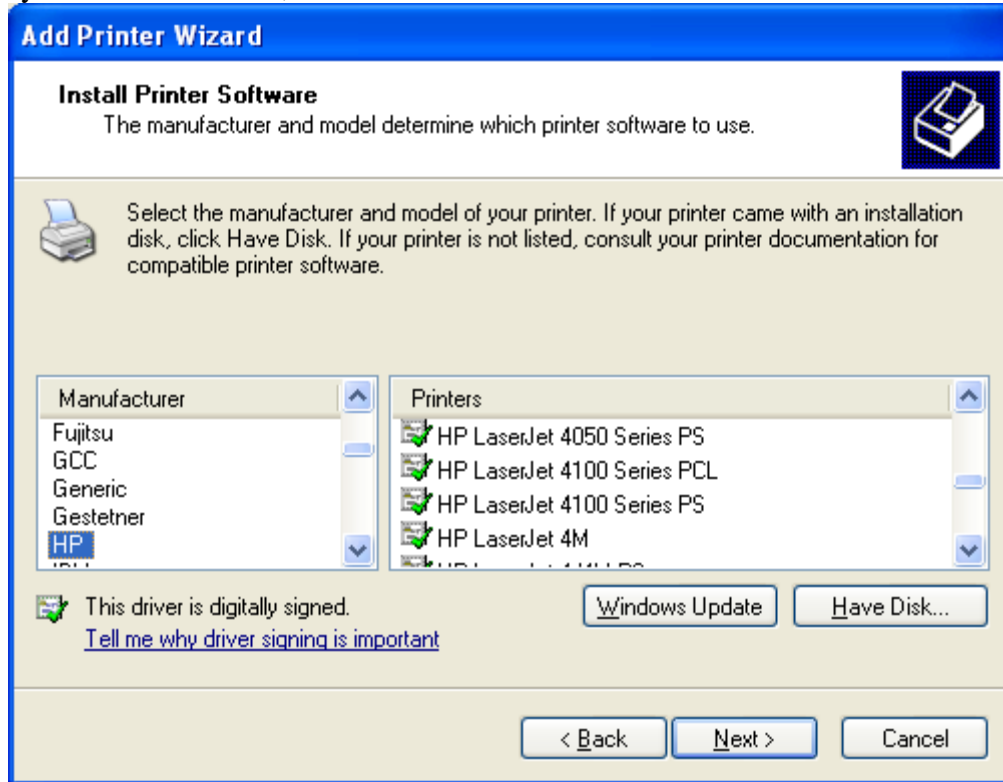 Add Printer Wizard
Install Printer Software
The manufacturer and model determine which printer software to use.
Select the manufacturer and model of your printer. If your printer came with an installation
disk, click Have Disk. If your printer is not listed, consult your printer documentation for
compatible printer software.
Manufacturer
Fujitsu
GCC
Generic
Gestetner
HP
Printers
HP LaserJet 4050 Series PS
HP LaserJet 4100 Series PCL
HP LaserJet 4100 Series PS
HP LaserJet 4M
This driver is digitally signed.
Tell me why driver signing is important
Windows Update
Have Disk...
< Back
Next >
Cancel